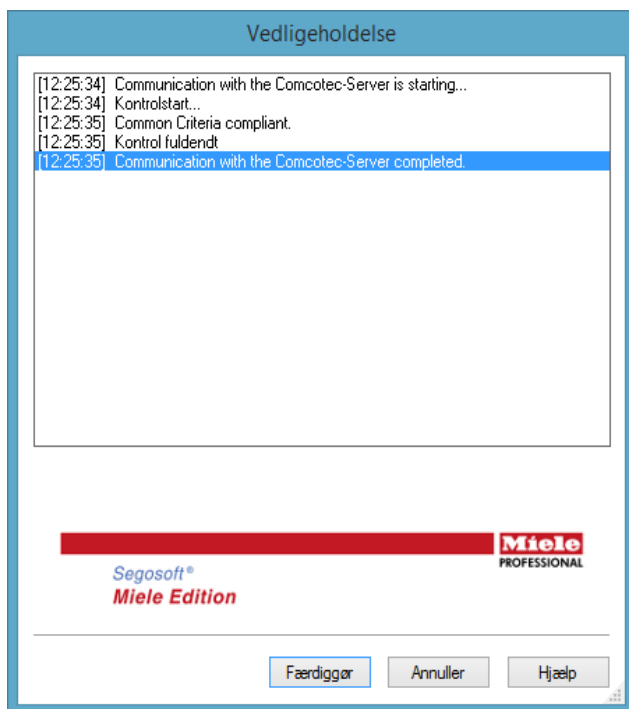 Vedligeholdelse
[12:25:34] Communication with the Comcotec-Server is starting...
[12:25:34] Kontrolstart...
[12:25:35] Common Criteria compliant.
[12:25:35] Kontrol fuldendt
[12:25:35] Communication with the Comcotec-Server completed.
Miele
PROFESSIONAL
Segosoft®
Miele Edition
Færdiggør Annuller Hjælp